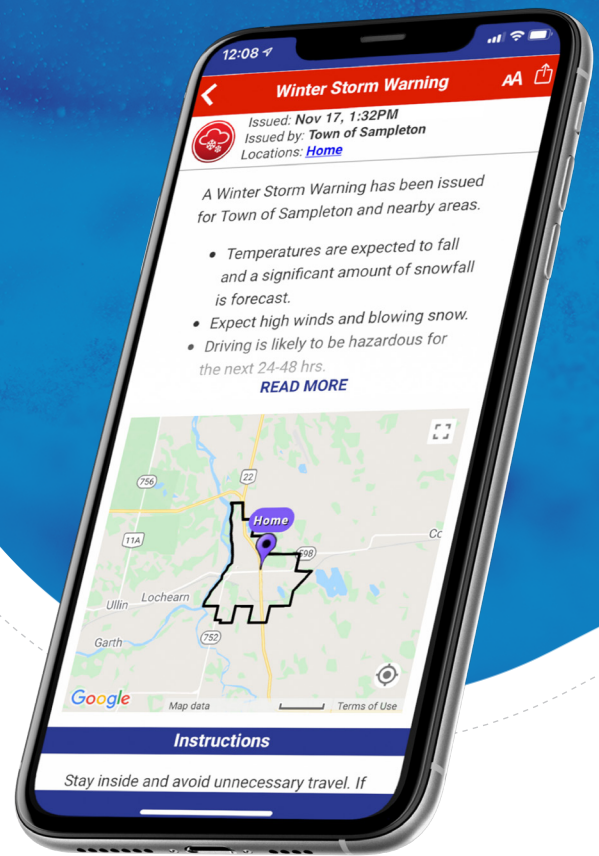 12:08
Winter Storm Warning
AA
Issued: Nov 17, 1:32PM
Issued by: Town of Sampleton
Locations: Home
A Winter Storm Warning has been issued
for Town of Sampleton and nearby areas.
• Temperatures are expected to fall
and a significant amount of snowfall
is forecast.
• Expect high winds and blowing snow.
• Driving is likely to be hazardous for
the next 24-48 hrs.
READ MORE
756
22
Home
11A
598
Co
Ullin
Lochearn
Garth
752
Google
Map data
Terms of Use
Instructions
Stay inside and avoid unnecessary travel. If